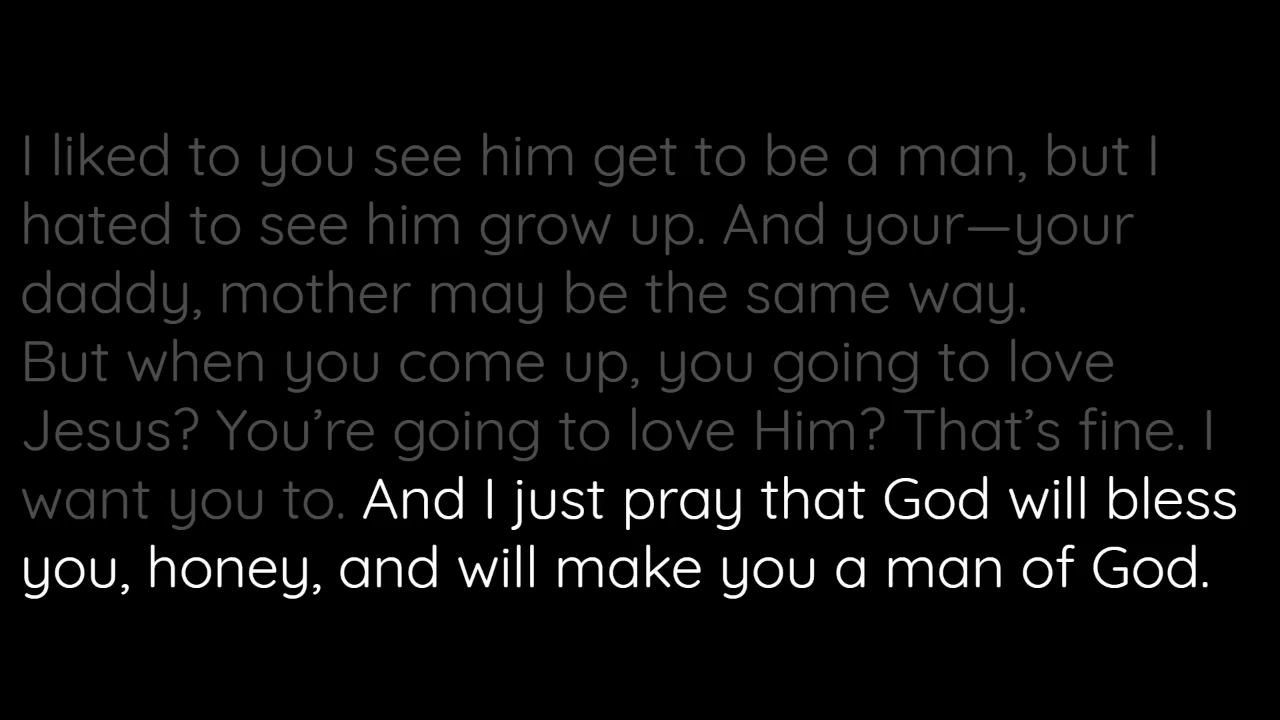 I liked to you see him get to be a man, but I
hated to see him grow up. And your—your
daddy, mother may be the same way.
But when you come up, you going to love
Jesus? You’re going to love Him? That’s fine. I
want you to. And I just pray that God will bless
you, honey, and will make you a man of God.